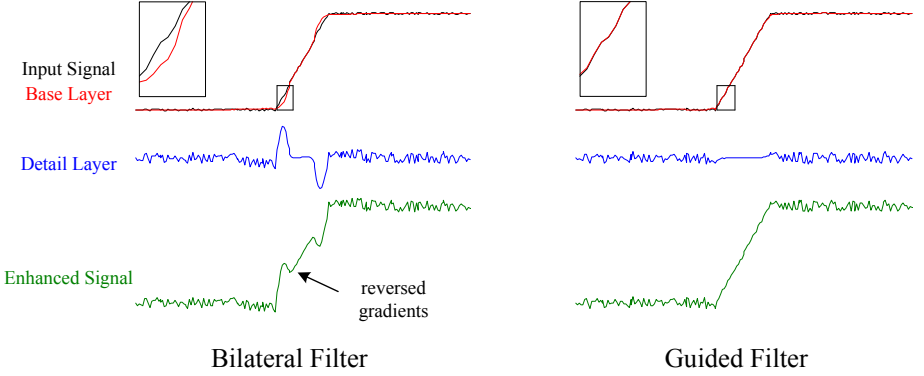 Input Signal
Base Layer
Detail Layer
Enhanced Signal
reversed
gradients
Bilateral Filter
Guided Filter